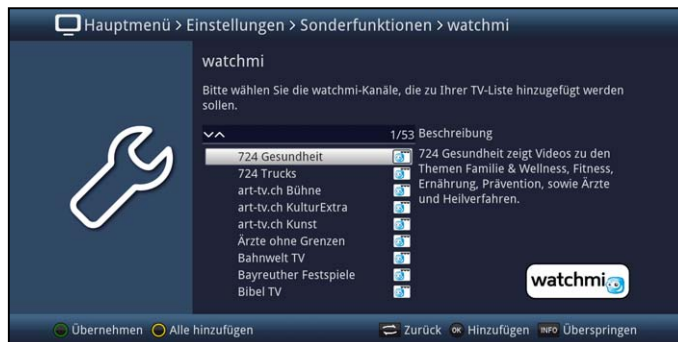 Hauptmenü > Einstellungen > Sonderfunktionen > watchmi
watchmi
Bitte wählen Sie die watchmi-Kanäle, die zu Ihrer TV-Liste hinzugefügt werden
sollen.
1/53 Beschreibung
724 Gesundheit
724 Trucks
art-tv.ch Bühne
art-tv.ch KulturExtra
art-tv.ch Kunst
Ärzte ohne Grenzen
Bahnwelt TV
Bayreuther Festspiele
Bibel TV
724 Gesundheit zeigt Videos zu den
Themen Familie & Wellness, Fitness,
Ernährung, Prävention, sowie Ärzte
und Heilverfahren.
watchmi
Übernehmen Alle hinzufügen Zurück OK Hinzufügen INFO Überspringen